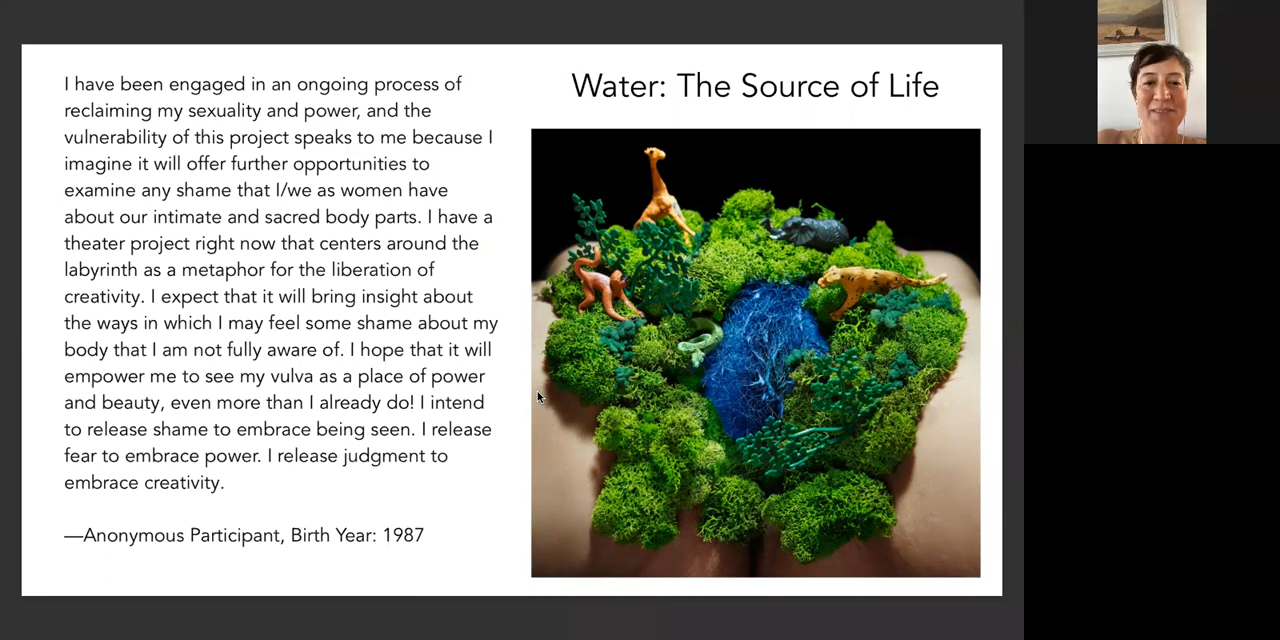 I have been engaged in an ongoing process of
reclaiming my sexuality and power, and the
vulnerability of this project speaks to me because I
imagine it will offer further opportunities to
examine any shame that I/we as women have
about our intimate and sacred body parts. I have a
theater project right now that centers around the
labyrinth as a metaphor for the liberation of
creativity. I expect that it will bring insight about
the ways in which I may feel some shame about my
body that I am not fully aware of. I hope that it will
empower me to see my vulva as a place of power
and beauty, even more than I already do! I intend
to release shame to embrace being seen. I release
fear to embrace power. I release judgment to
embrace creativity.
—Anonymous Participant, Birth Year: 1987
Water: The Source of Life